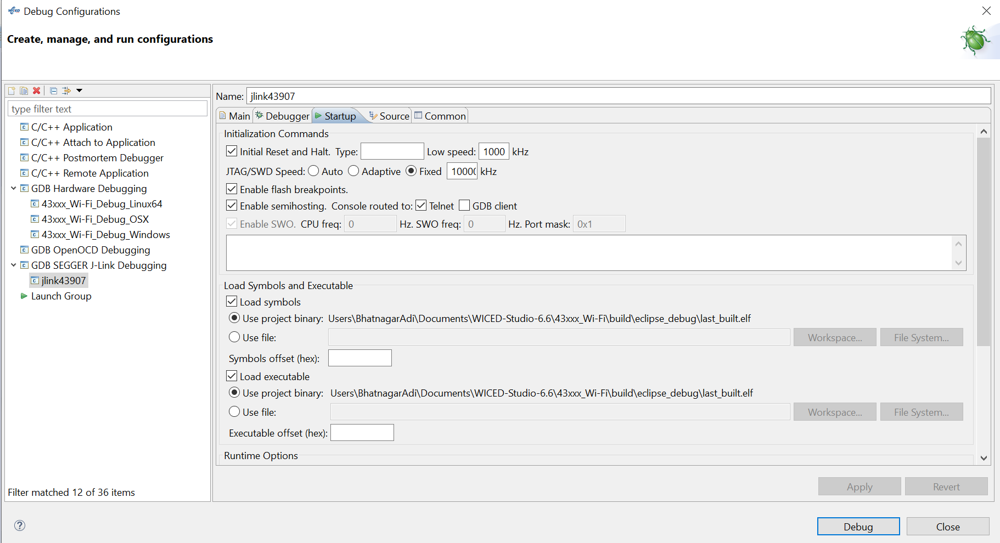 WICED Debug Configurations
Create, manage, and run configurations
type filter text
C/C++ Application
C/C++ Attach to Application
C/C++ Postmortem Debugger
C/C++ Remote Application
GDB Hardware Debugging
43xxx_Wi-Fi_Debug_Linux64
43xxx_Wi-Fi_Debug_OSX
43xxx_Wi-Fi_Debug_Windows
GDB OpenOCD Debugging
GDB SEGGER J-Link Debugging
jlink43907
Launch Group
Filter matched 12 of 36 items
Name: jlink43907
Main Debugger Startup Source Common
Initialization Commands
Initial Reset and Halt. Type: Low speed: 1000 kHz
JTAG/SWD Speed: Auto Adaptive Fixed 1000 kHz
Enable flash breakpoints.
Enable semihosting. Console routed to: Telnet GDB client
Enable SWO. CPU freq: 0 Hz. SWO freq: 0 Hz. Port mask: 0x1
Load Symbols and Executable
Load symbols
Use project binary: Users\BhatnagarAdi\Documents\WICED-Studio-6.6\43xxx_Wi-Fi\build\eclipse_debug\last_built.elf
Use file: Workspace... File System...
Symbols offset (hex):
Load executable
Use project binary: Users\BhatnagarAdi\Documents\WICED-Studio-6.6\43xxx_Wi-Fi\build\eclipse_debug\last_built.elf
Use file: Workspace... File System...
Executable offset (hex):
Runtime Options
Apply Revert
Debug Close